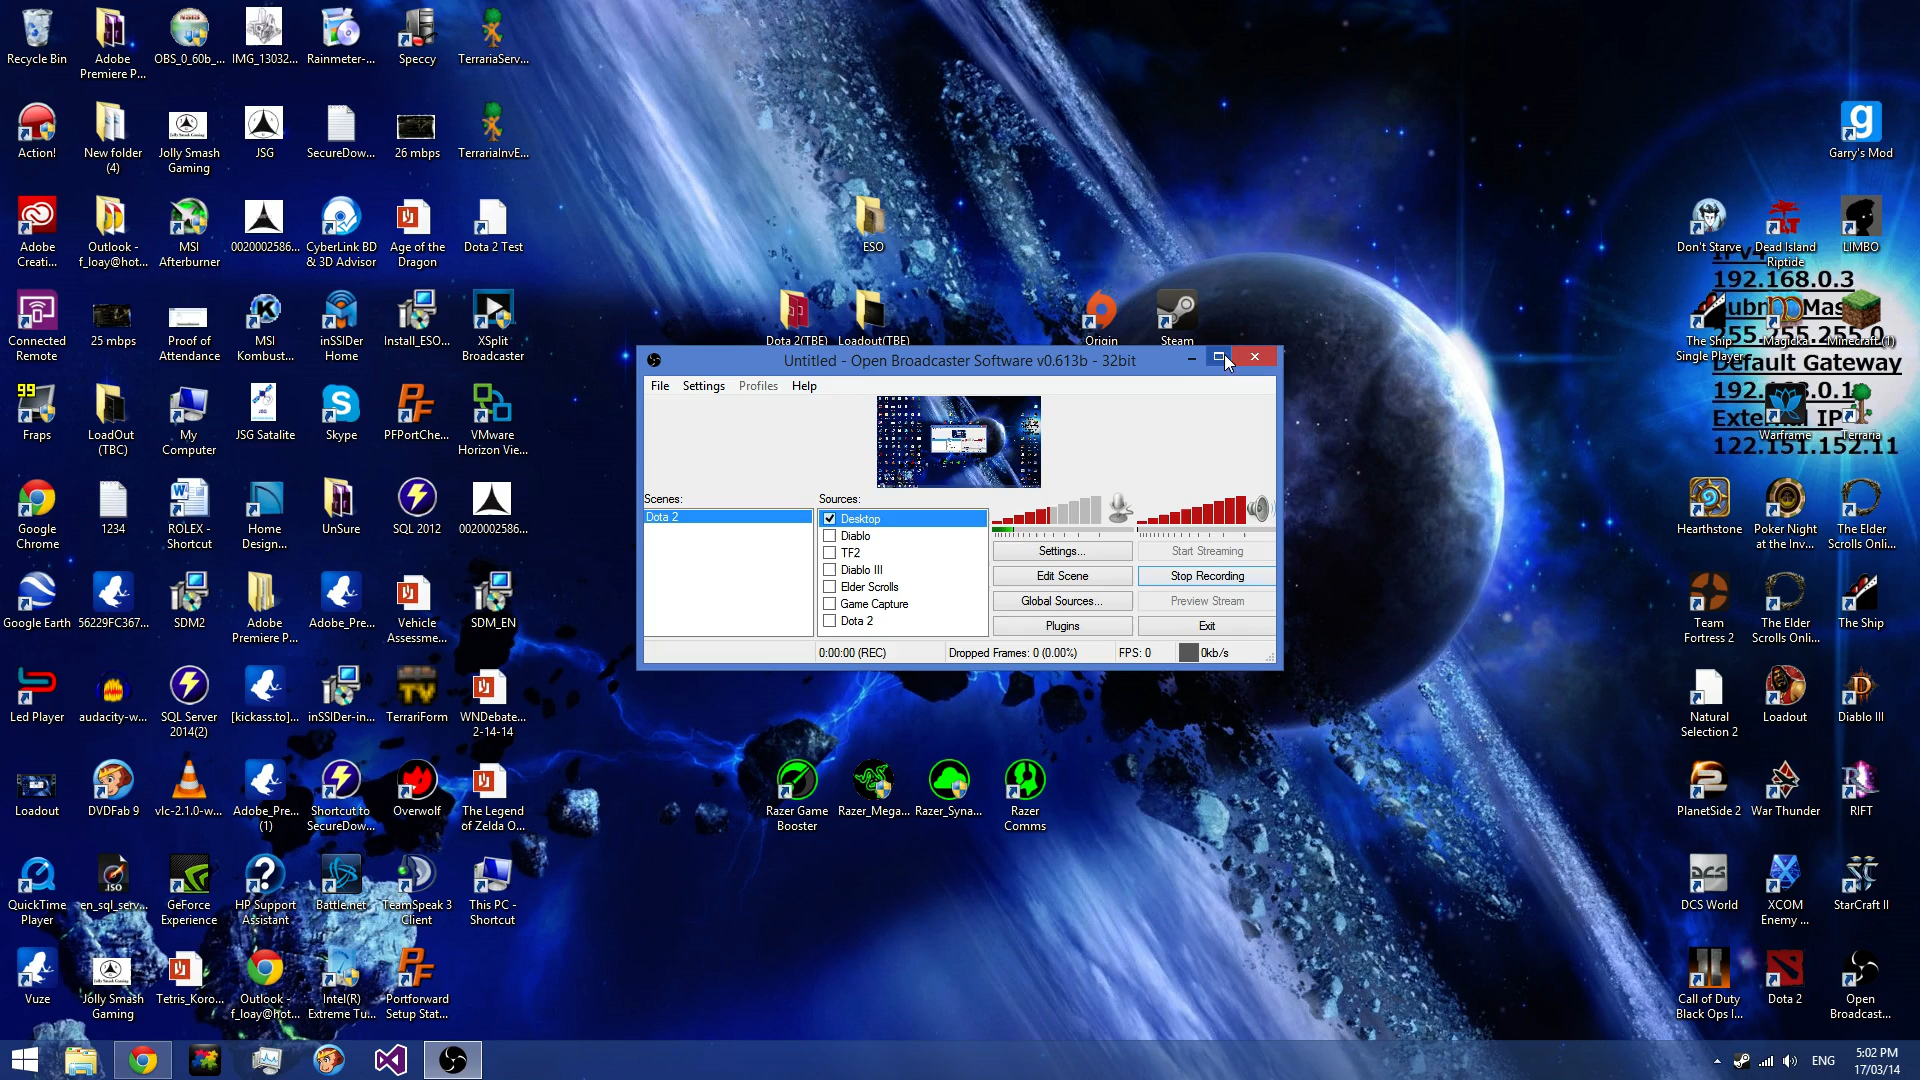 Recycle Bin
Adobe
Premiere P...
OBS_0_60b_...
IMG_13032...
Rainmeter-...
Speccy
TerrariaServ...
Action!
New folder
(4)
Jolly Smash
Gaming
JSG
SecureDow...
26 mbps
TerrariaInvE...
Garry's Mod
Adobe
Creati...
Outlook -
f_loay@hot...
MSI
Afterburner
0020002586...
CyberLink BD
& 3D Advisor
Age of the
Dragon
Dota 2 Test
ESO
Don't Starve
Dead Island
Riptide
LIMBO
IPv4
192.168.0.3
255.255.255.0
Default Gateway
122.151.152.11
Connected
Remote
25 mbps
Proof of
Attendance
MSI
Kombust...
inSSIDer
Home
Install_ESO...
XSplit
Broadcaster
Dota 2(TBE)
Loadout(TBE)
Origin
Steam
The Ship
Single Player
Magicka
Minecraft (1)
Untitled - Open Broadcaster Software v0.613b - 32bit
File
Settings
Profiles
Help
Scenes:
Dota 2
Sources:
Desktop
Diablo
TF2
Diablo III
Elder Scrolls
Game Capture
Dota 2
Settings...
Start Streaming
Edit Scene
Stop Recording
Global Sources...
Preview Stream
Plugins
Exit
0:00:00 (REC)
Dropped Frames: 0 (0.00%)
FPS: 0
0kb/s
99
Fraps
LoadOut
(TBC)
My
Computer
JSG Satalite
Skype
PFPortChe...
VMware
Horizon Vie...
Warframe
Terraria
Google
Chrome
1234
ROLEX -
Shortcut
Home
Design...
UnSure
SQL 2012
0020002586...
Hearthstone
Poker Night
at the Inv...
The Elder
Scrolls Onli...
Google Earth
56229FC367...
SDM2
Adobe
Premiere P...
Adobe_Pre...
Vehicle
Assessme...
SDM_EN
Team
Fortress 2
The Elder
Scrolls Onli...
The Ship
Led Player
audacity-w...
SQL Server
2014(2)
[kickass.to]...
inSSIDer-in...
TerrariForm
WNDebate...
2-14-14
Natural
Selection 2
Loadout
Diablo III
Loadout
DVDFab 9
vlc-2.1.0-w...
Adobe_Pre...
(1)
Shortcut to
SecureDow...
Overwolf
The Legend
of Zelda O...
Razer Game
Booster
Razer_Mega...
Razer_Syna...
Razer
Comms
PlanetSide 2
War Thunder
RIFT
QuickTime
Player
en_sql_serv...
GeForce
Experience
HP Support
Assistant
Battle.net
TeamSpeak 3
Client
This PC -
Shortcut
DCS World
XCOM
Enemy ...
StarCraft II
Vuze
Jolly Smash
Gaming
Tetris_Koro...
Outlook -
f_loay@hot...
Intel(R)
Extreme Tu...
Portforward
Setup Stat...
Call of Duty
Black Ops I...
Dota 2
Open
Broadcast...
ENG
5:02 PM
17/03/14